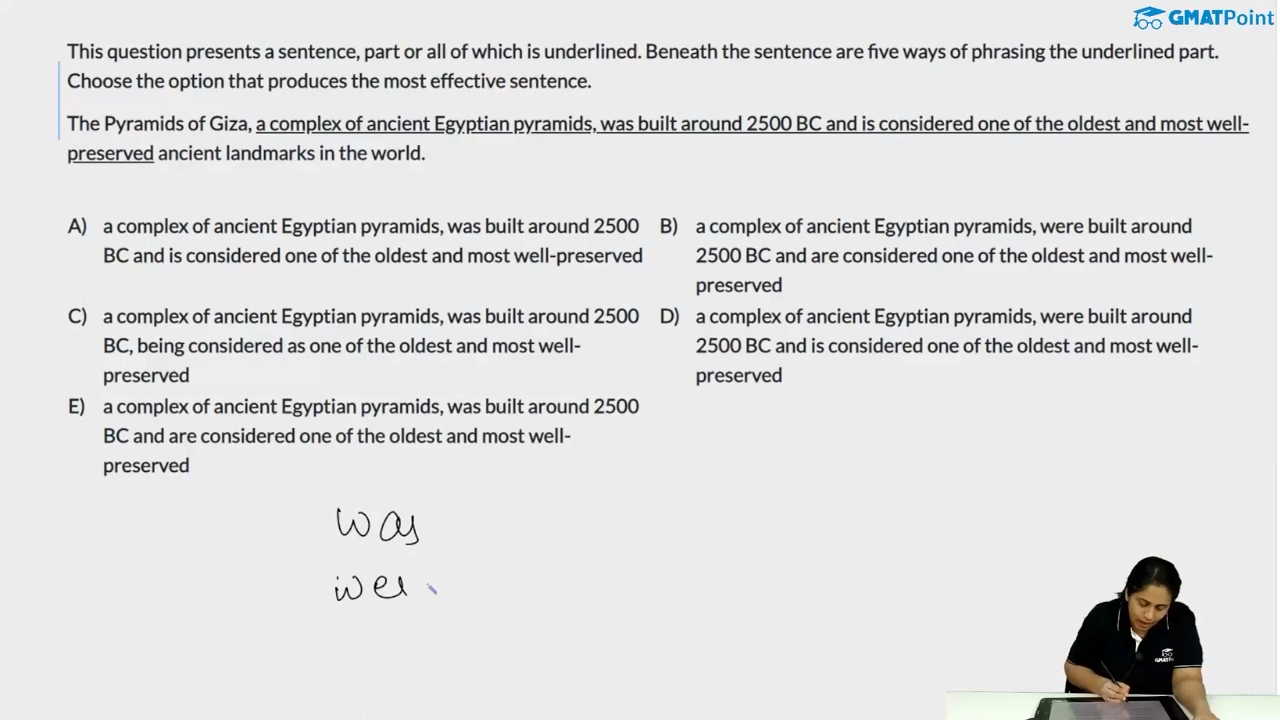 GMATPoint
This question presents a sentence, part or all of which is underlined. Beneath the sentence are five ways of phrasing the underlined part.
Choose the option that produces the most effective sentence.
The Pyramids of Giza, a complex of ancient Egyptian pyramids, was built around 2500 BC and is considered one of the oldest and most well-
preserved ancient landmarks in the world.
A) a complex of ancient Egyptian pyramids, was built around 2500
BC and is considered one of the oldest and most well-preserved
B) a complex of ancient Egyptian pyramids, were built around
2500 BC and are considered one of the oldest and most well-
preserved
C) a complex of ancient Egyptian pyramids, was built around 2500
BC, being considered as one of the oldest and most well-
preserved
D) a complex of ancient Egyptian pyramids, were built around
2500 BC and is considered one of the oldest and most well-
preserved
E) a complex of ancient Egyptian pyramids, was built around 2500
BC and are considered one of the oldest and most well-
preserved
was
wer